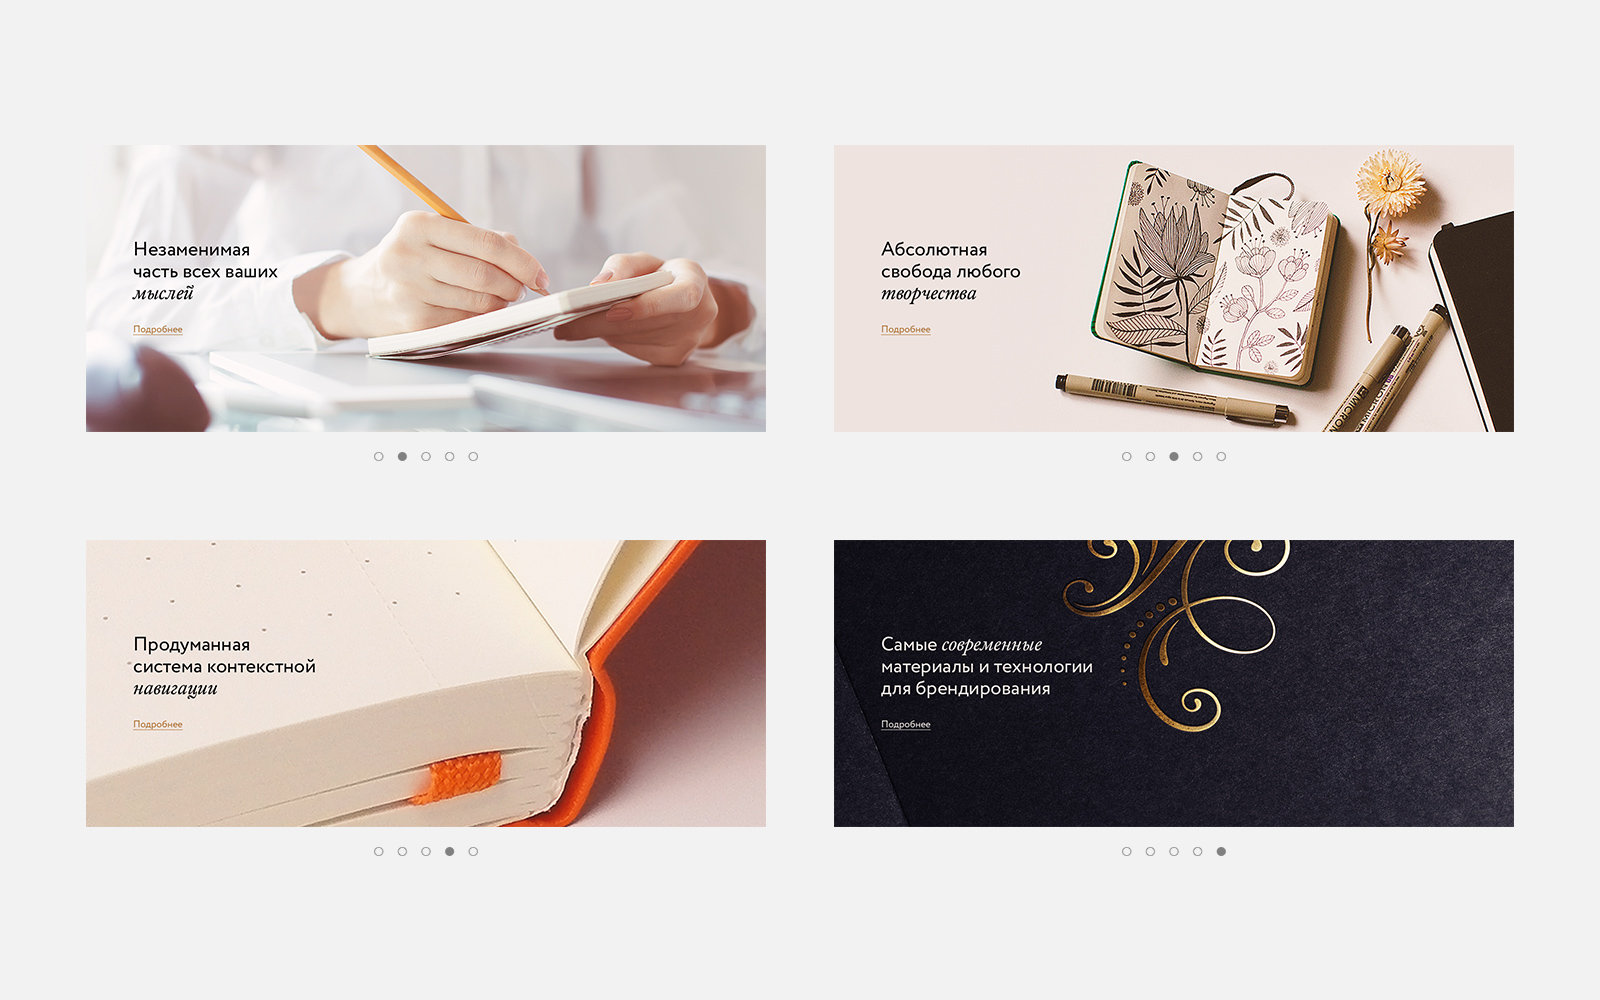 Незаменимая
часть всех ваших
мыслей
Подробнее
Абсолютная
свобода любого
творчества
Подробнее
MICRON
Продуманная
система контекстной
навигации
Подробнее
Самые современные
материалы и технологии
для брендирования
Подробнее